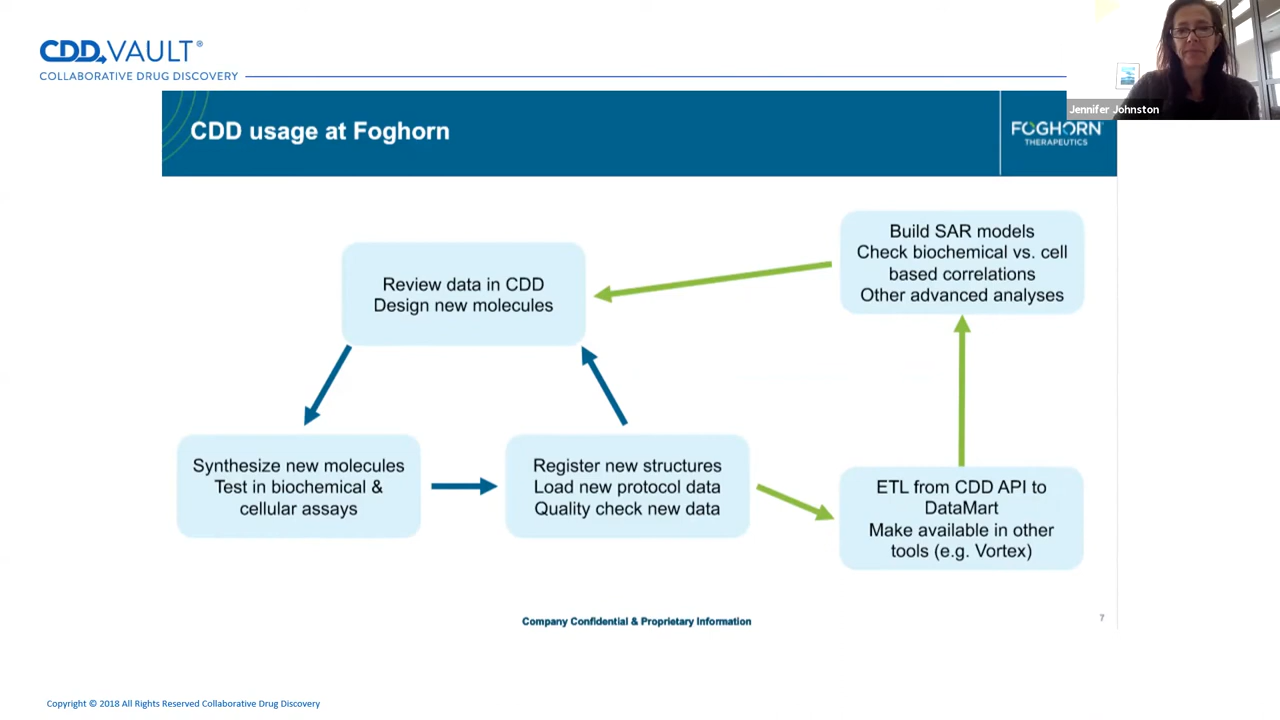 CDD VAULT®
COLLABORATIVE DRUG DISCOVERY
Jennifer Johnston
CDD usage at Foghorn
FOGHORN
THERAPEUTICS
Build SAR models
Check biochemical vs. cell
based correlations
Other advanced analyses
Review data in CDD
Design new molecules
Synthesize new molecules
Test in biochemical &
cellular assays
Register new structures
Load new protocol data
Quality check new data
ETL from CDD API to
DataMart
Make available in other
tools (e.g. Vortex)
Company Confidential & Proprietary Information
7
Copyright © 2018 All Rights Reserved Collaborative Drug Discovery